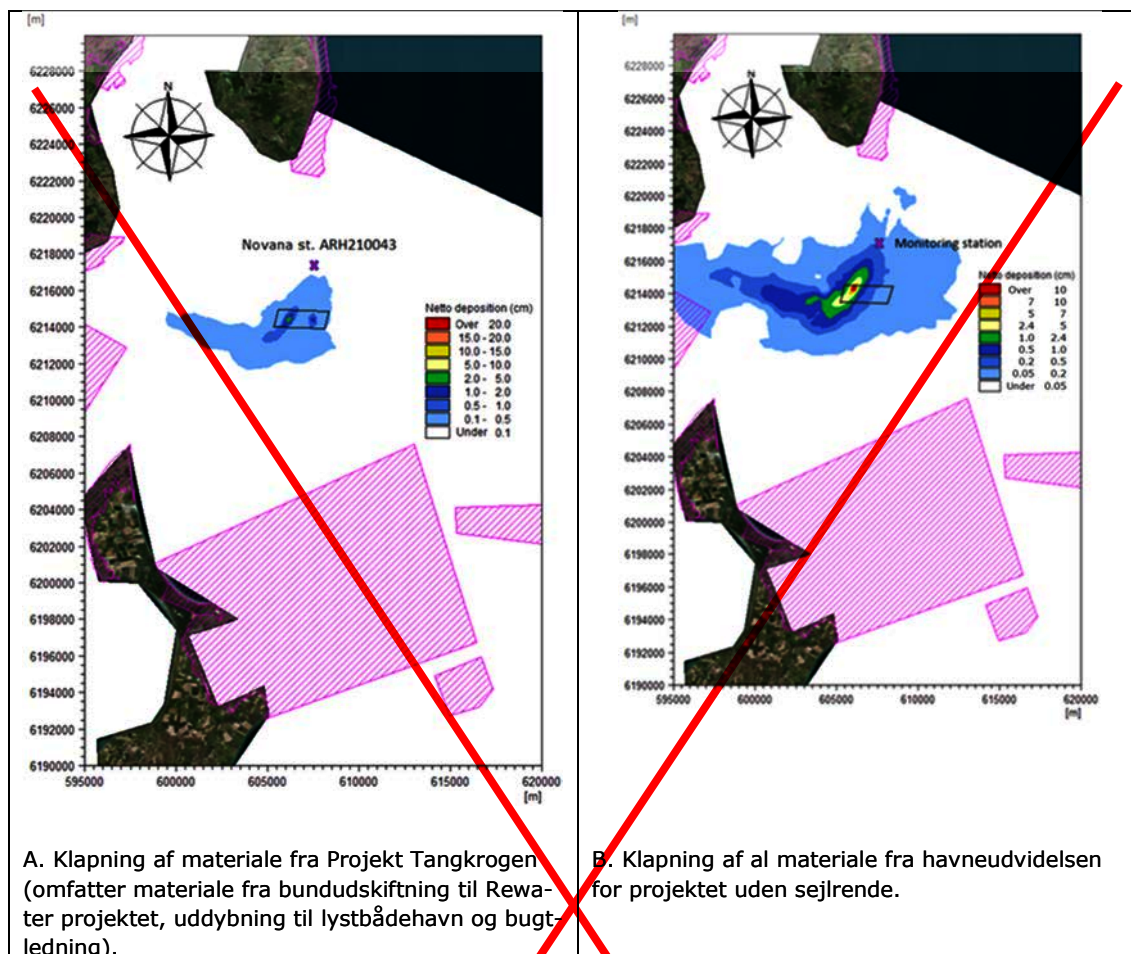 [m]
6228000
6226000
6224000
6222000
6220000
6218000
6216000
6214000
6212000
6210000
6208000
6206000
6204000
6202000
6200000
6198000
6196000
6194000
6192000
6190000
595000 600000 605000 610000 615000 620000
[m]
N
Novana st. ARH210043
Netto deposition (cm)
Over 20.0
15.0 - 20.0
10.0 - 15.0
5.0 - 10.0
2.0 - 5.0
1.0 - 2.0
0.5 - 1.0
0.1 - 0.5
Under 0.1
A. Klapning af materiale fra Projekt Tangkrogen
(omfatter materiale fra bundudskiftning til Rewa-
ter projektet, uddybning til lystbådehavn og bugt-
ledning).
[m]
6230000
6228000
6226000
6224000
6222000
6220000
6218000
6216000
6214000
6212000
6210000
6208000
6206000
6204000
6202000
6200000
6198000
6196000
6194000
6192000
6190000
595000 600000 605000 610000 615000 620000
[m]
N
Monitoring station
Netto deposition (cm)
Over 10
7 10
5 7
2.4 5
1.0 2.4
0.5 1.0
0.2 0.5
0.05 0.2
Under 0.05
B. Klapning af al materiale fra havneudvidelsen
for projektet uden sejlrende.